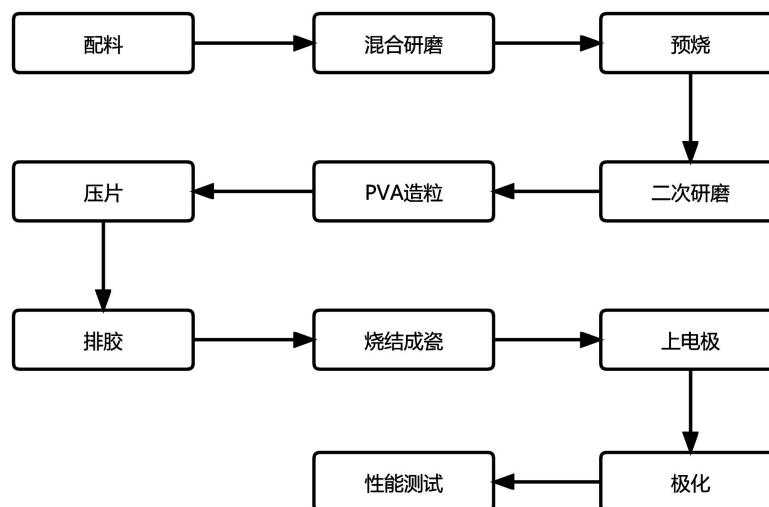 配料
混合研磨
预烧
二次研磨
PVA造粒
压片
排胶
烧结成瓷
上电极
极化
性能测试